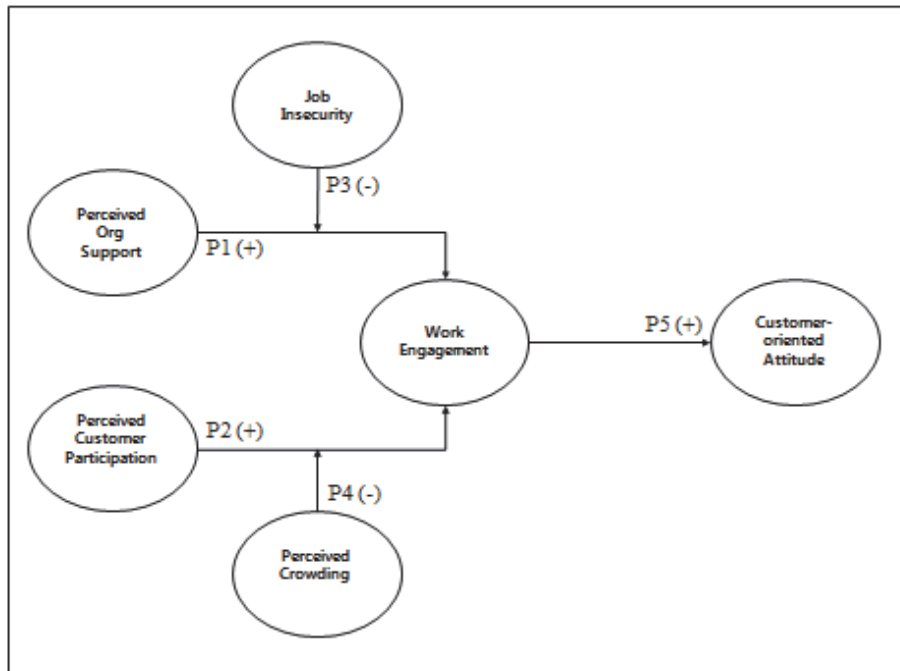 Job
Insecurity
P3 (-)
Perceived
Org
Support
P1 (+)
Work
Engagement
P5 (+)
Customer-
oriented
Attitude
Perceived
Customer
Participation
P2 (+)
P4 (-)
Perceived
Crowding